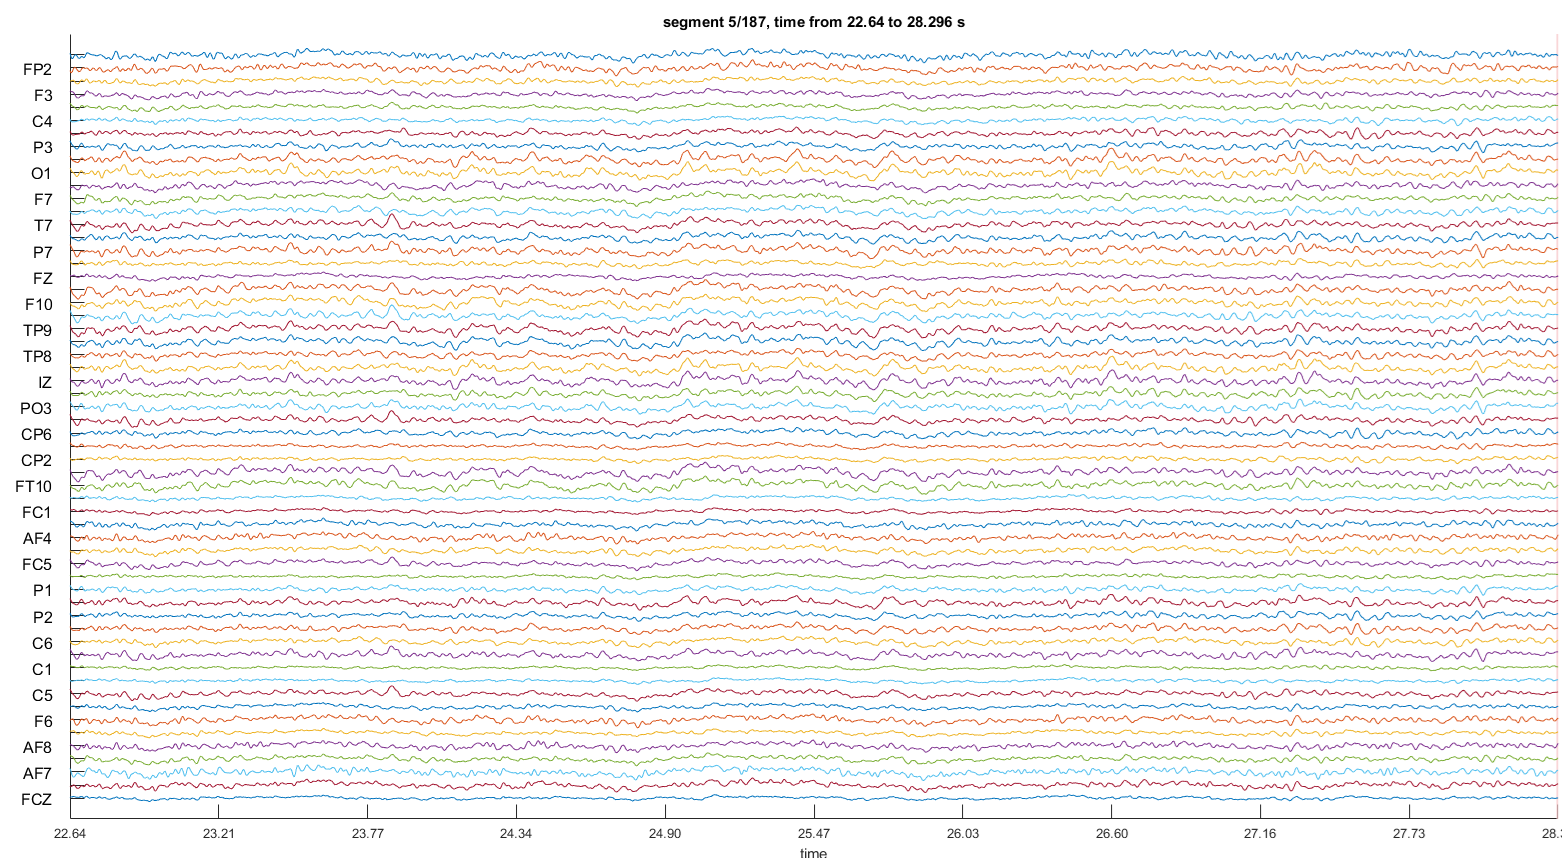 segment 5/187, time from 22.64 to 28.296 s
FP2
F3
C4
P3
O1
F7
T7
P7
FZ
F10
TP9
TP8
IZ
PO3
CP6
CP2
FT10
FC1
AF4
FC5
P1
P2
C6
C1
C5
F6
AF8
AF7
FCZ
22.64 23.21 23.77 24.34 24.90 25.47 26.03 26.60 27.16 27.73 28.
time